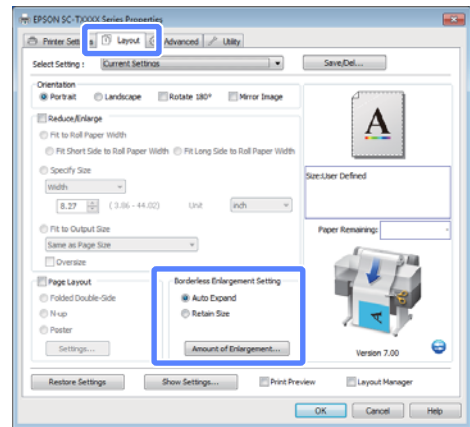 EPSON SC-TXXXX Series Properties
Printer Settings Layout Advanced Utility
Select Setting : Current Settings Save/Del...
Orientation
Portrait Landscape Rotate 180° Mirror Image
Reduce/Enlarge
Fit to Roll Paper Width
Fit Short Side to Roll Paper Width Fit Long Side to Roll Paper Width
Specify Size
Width
8.27 (3.86 - 44.02) Unit inch
Fit to Output Size
Same as Page Size
Oversize
A
Size:User Defined
Paper Remaining:
Page Layout
Folded Double-Side
N-up
Poster
Settings...
Borderless Enlargement Setting
Auto Expand
Retain Size
Amount of Enlargement...
A
Version 7.00
Restore Settings Show Settings... Print Preview Layout Manager
OK Cancel Help